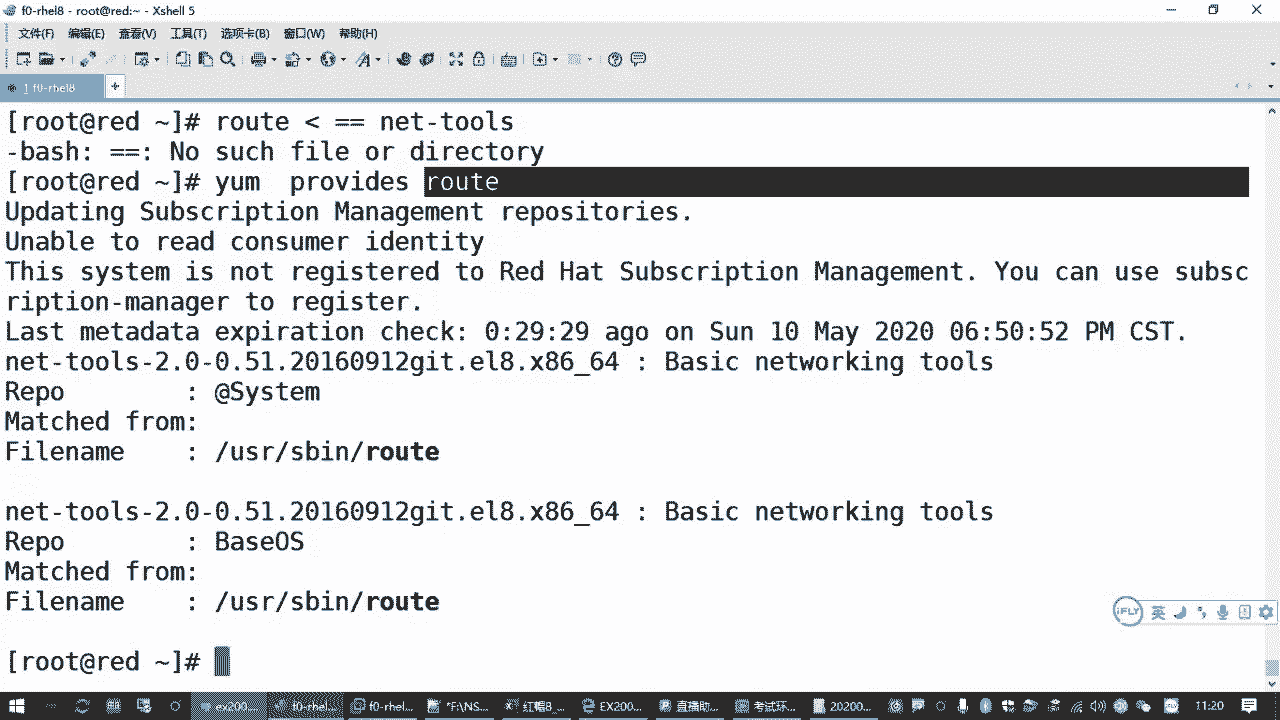 f0-rhel8 - root@red:~ - Xshell 5
文件(F) 编辑(E) 查看(V) 工具(T) 选项卡(B) 窗口(W) 帮助(H)
1 f0-rhel8
[root@red ~]# route < == net-tools
-bash: ==: No such file or directory
[root@red ~]# yum  provides route
Updating Subscription Management repositories.
Unable to read consumer identity
This system is not registered to Red Hat Subscription Management. You can use subsc
ription-manager to register.
Last metadata expiration check: 0:29:29 ago on Sun 10 May 2020 06:50:52 PM CST.
net-tools-2.0-0.51.20160912git.el8.x86_64 : Basic networking tools
Repo        : @System
Matched from:
Filename    : /usr/sbin/route
net-tools-2.0-0.51.20160912git.el8.x86_64 : Basic networking tools
Repo        : BaseOS
Matched from:
Filename    : /usr/sbin/route
iFLY 英
[root@red ~]#
ex200... f0-rhel... f0-rhe... "F:\NS... 红帽8_... EX200... 直播助... 考试环... 20200... 11:20